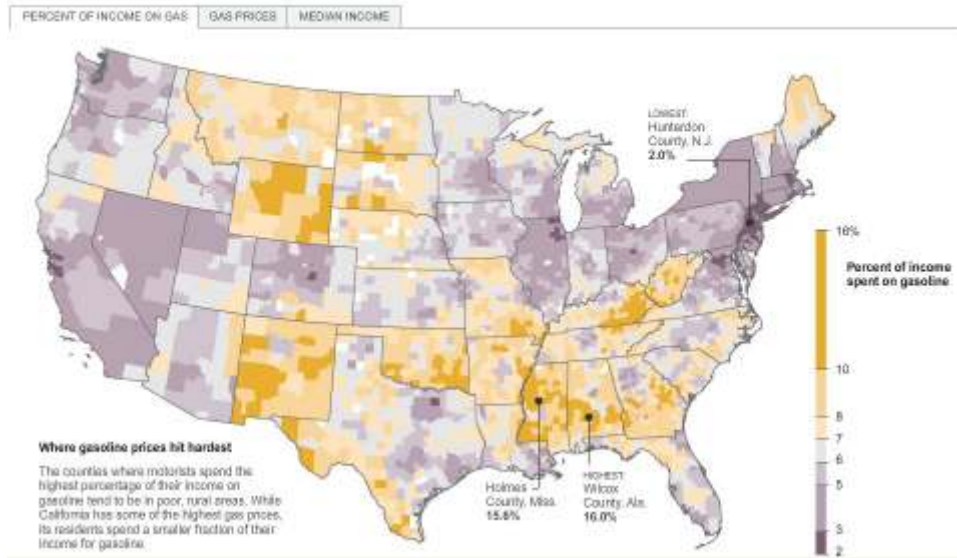 PERCENT OF INCOME ON GAS
GAS PRICES
MEDIAN INCOME
LOWEST:
Hunterdon
County, N.J.
2.0%
16%
Percent of income
spent on gasoline
10
8
7
6
5
3
2
Where gasoline prices hit hardest
The counties where motorists spend the
highest percentage of their income on
gasoline tend to be in poor, rural areas. While
California has some of the highest gas prices,
its residents spend a smaller fraction of their
income for gasoline.
Holmes
County, Miss.
15.6%
HIGHEST:
Wilcox
County, Ala.
16.0%